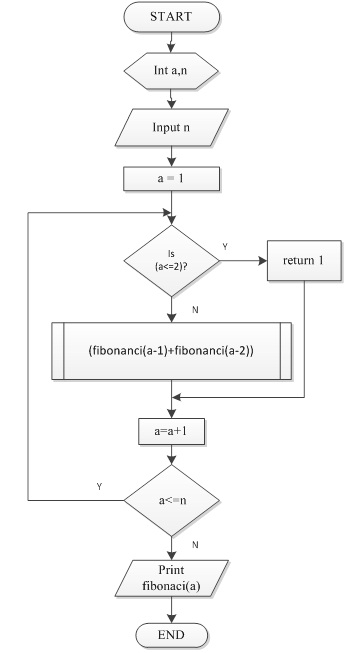 START
Int a,n
Input n
a = 1
Is
(a<=2)?
Y
return 1
N
(fibonanci(a-1)+fibonanci(a-2))
a=a+1
Y
a<=n
N
Print
fibonaci(a)
END